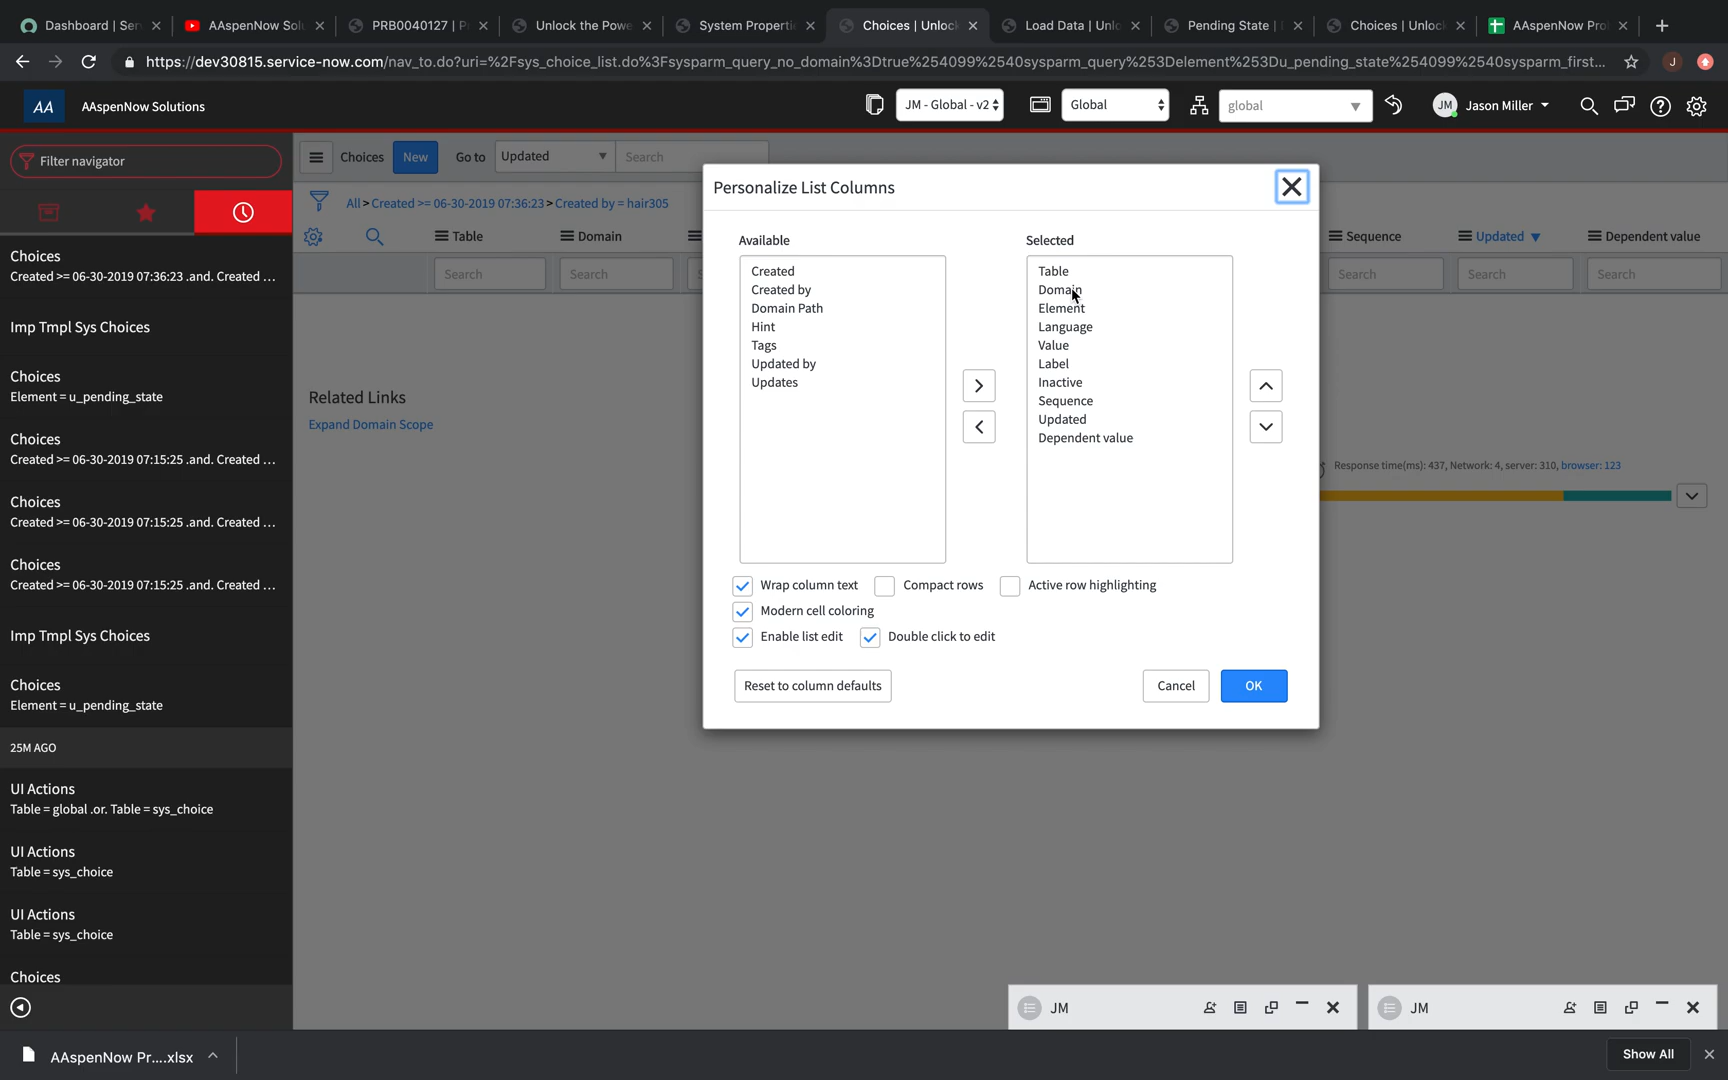 Dashboard | Ser
AAspenNow Sol
PRB0040127 | P
Unlock the Powe
System Properti
Choices | Unloc
Load Data | Unlo
Pending State |
Choices | Unlock
AAspenNow Pro
https://dev30815.service-now.com/nav_to.do?uri=%2Fsys_choice_list.do%3Fsysparm_query_no_domain%3Dtrue%254099%2540sysparm_query%253Delement%253Du_pending_state%254099%2540sysparm_first...
J
AA
AAspenNow Solutions
JM - Global - v2
Global
global
JM
Jason Miller
Filter navigator
Choices
New
Go to
Updated
Search
All > Created >= 06-30-2019 07:36:23 > Created by = hair305
Table
Domain
Sequence
Updated
Dependent value
Search
Search
S
Search
Search
Search
Choices
Created >= 06-30-2019 07:36:23 .and. Created ...
Imp Tmpl Sys Choices
Choices
Element = u_pending_state
Choices
Created >= 06-30-2019 07:15:25 .and. Created ...
Choices
Created >= 06-30-2019 07:15:25 .and. Created ...
Choices
Created >= 06-30-2019 07:15:25 .and. Created ...
Imp Tmpl Sys Choices
Choices
Element = u_pending_state
25M AGO
UI Actions
Table = global .or. Table = sys_choice
UI Actions
Table = sys_choice
UI Actions
Table = sys_choice
Choices
Related Links
Expand Domain Scope
Response time(ms): 437, Network: 4, server: 310, browser: 123
Personalize List Columns
Available
Created
Created by
Domain Path
Hint
Tags
Updated by
Updates
Selected
Table
Domain
Element
Language
Value
Label
Inactive
Sequence
Updated
Dependent value
Wrap column text
Compact rows
Active row highlighting
Modern cell coloring
Enable list edit
Double click to edit
Reset to column defaults
Cancel
OK
JM
JM
AAspenNow Pr....xlsx
Show All